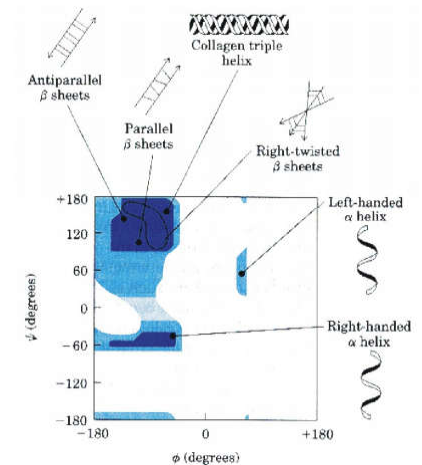 Collagen triple
helix
Antiparallel
β sheets
Parallel
β sheets
Right-twisted
β sheets
+180
120
60
0
−60
−120
−180
ψ (degrees)
Left-handed
α helix
Right-handed
α helix
−180
0
+180
ϕ (degrees)